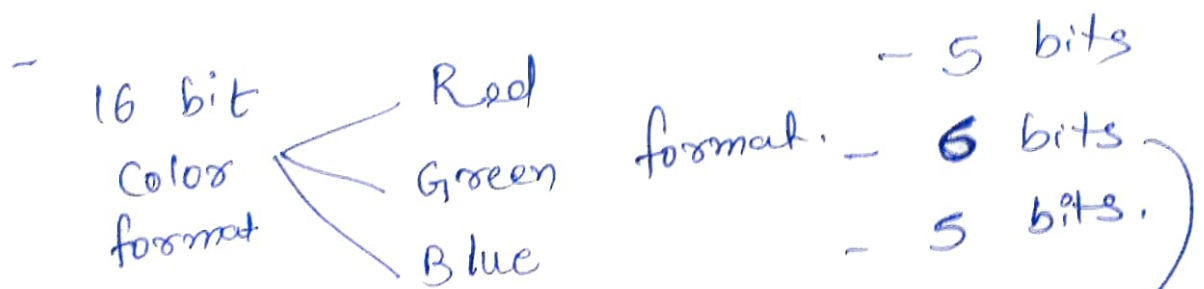 - 16 bit
Color
format
Red
Green
Blue
format.
- 5 bits
- 6 bits
- 5 bits.